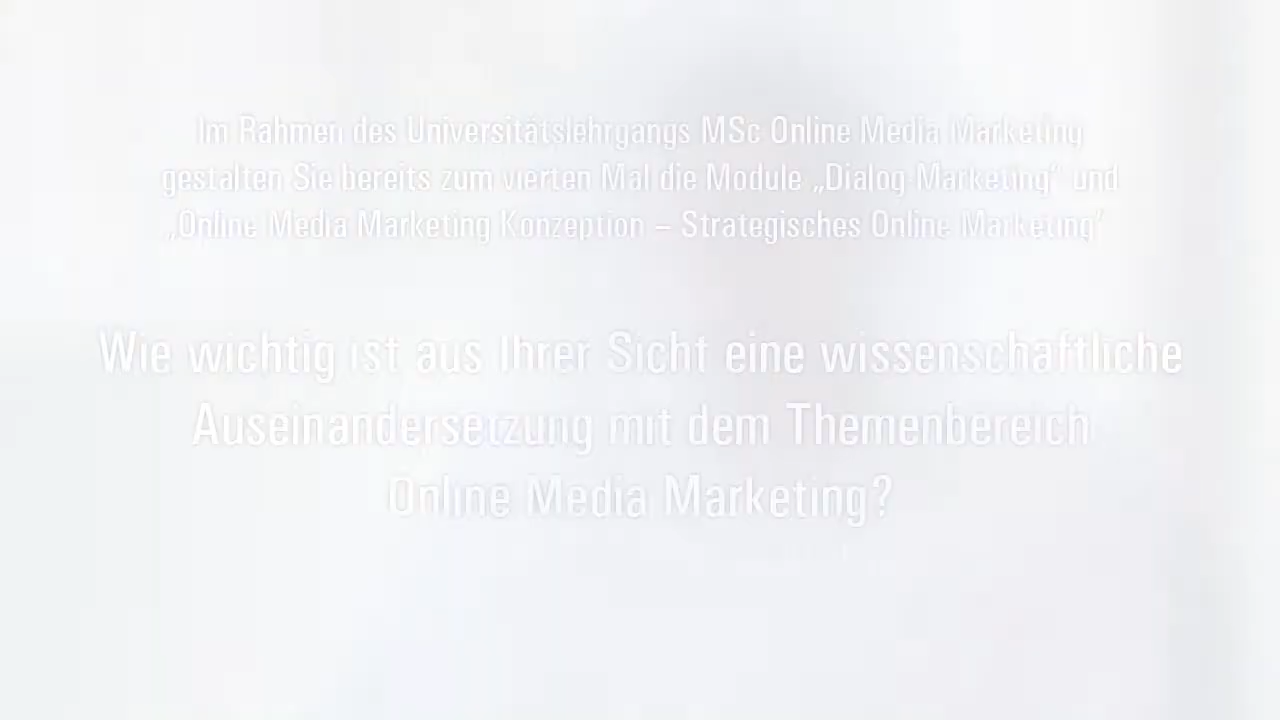 Im Rahmen des Universitätslehrgangs MSc Online Media Marketing
gestalten Sie bereits zum vierten Mal die Module „Dialog Marketing“ und
„Online Media Marketing Konzeption – Strategisches Online Marketing“
Wie wichtig ist aus Ihrer Sicht eine wissenschaftliche
Auseinandersetzung mit dem Themenbereich
Online Media Marketing?